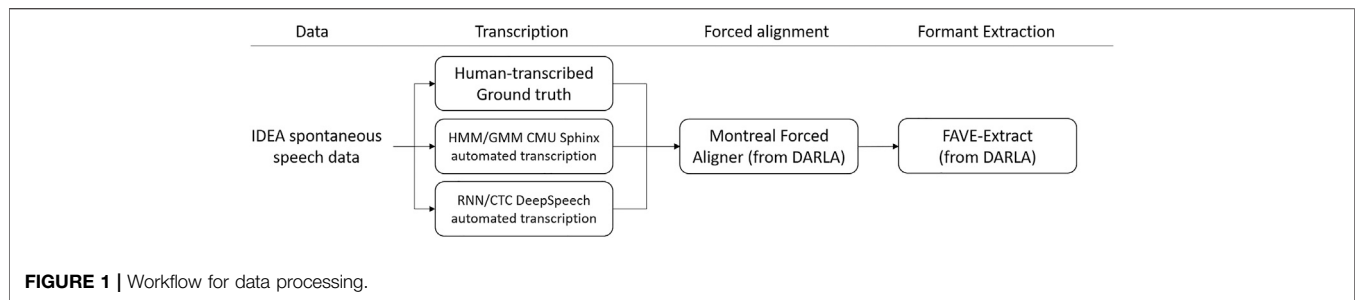 Data Transcription Forced alignment Formant Extraction
Human-transcribed
Ground truth
IDEA spontaneous
speech data
HMM/GMM CMU Sphinx
automated transcription
RNN/CTC DeepSpeech
automated transcription
Montreal Forced
Aligner (from DARLA)
FAVE-Extract
(from DARLA)
FIGURE 1 | Workflow for data processing.